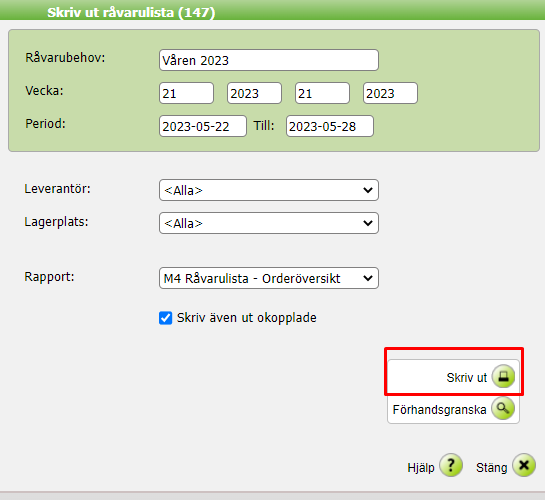 Skriv ut råvarulista (147)
Råvarubehov: Våren 2023
Vecka: 21 2023 21 2023
Period: 2023-05-22 Till: 2023-05-28
Leverantör: <Alla>
Lagerplats: <Alla>
Rapport: M4 Råvarulista - Orderöversikt
Skriv även ut okopplade
Skriv ut
Förhandsgranska
Hjälp ? Stäng